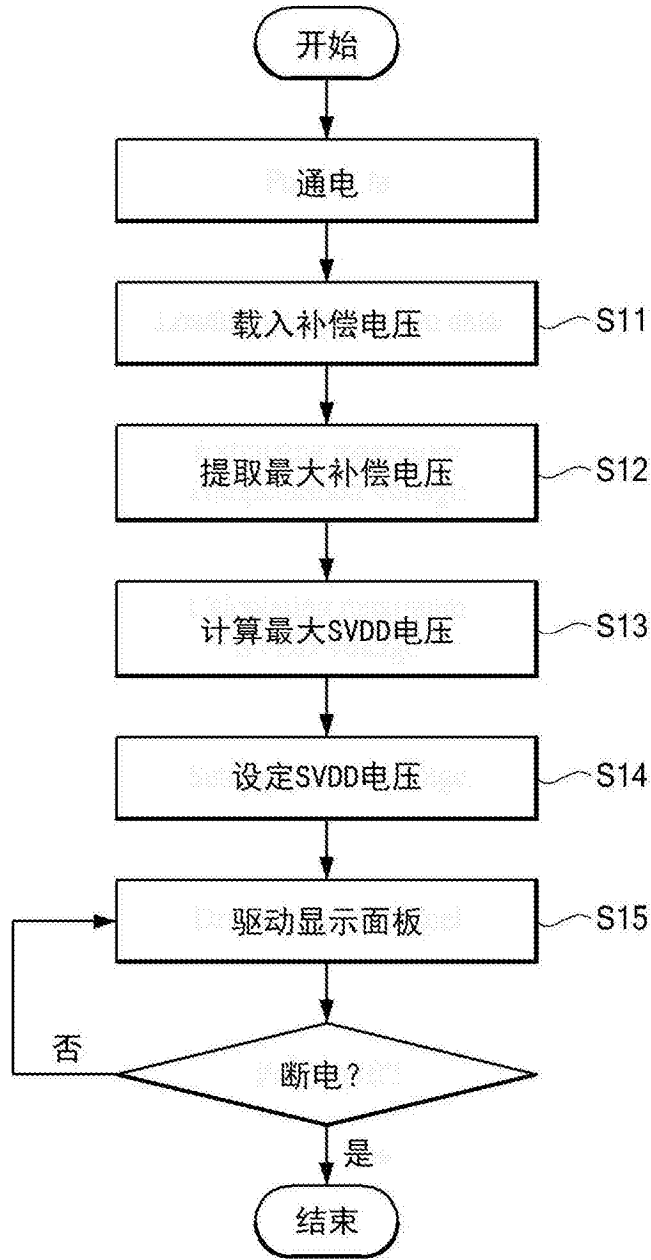 开始
通电
载入补偿电压
S11
提取最大补偿电压
S12
计算最大SVDD电压
S13
设定SVDD电压
S14
驱动显示面板
S15
否
断电?
是
结束